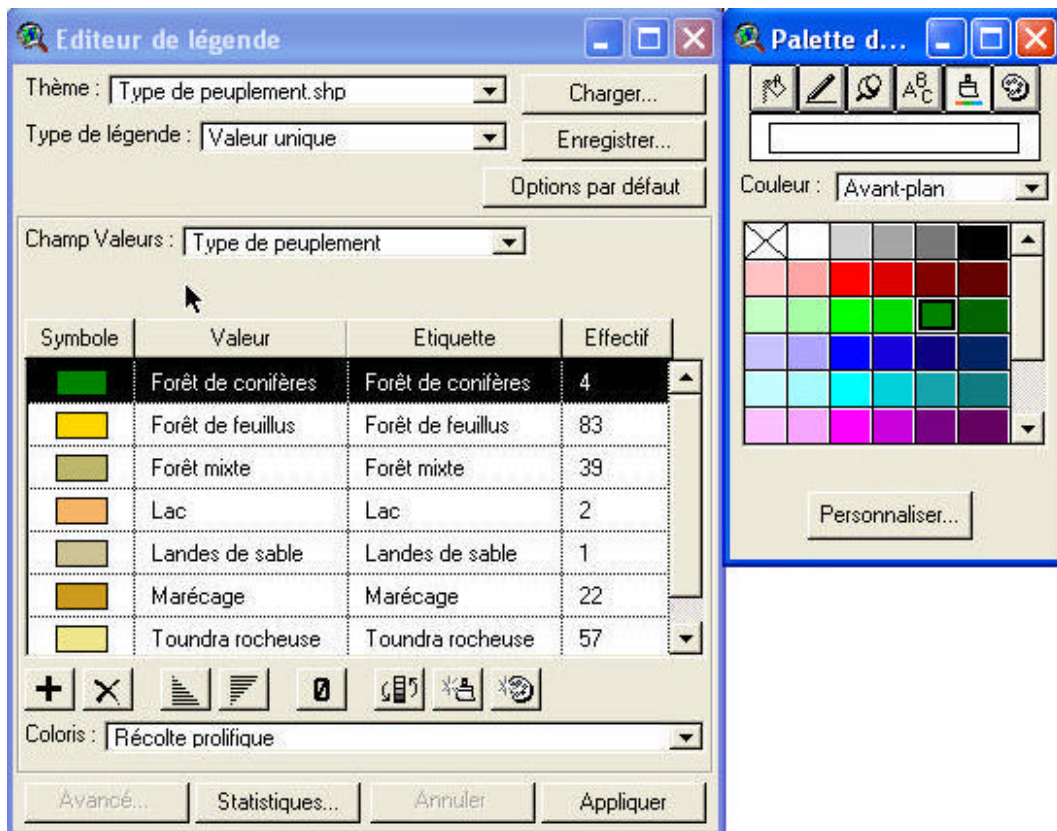 Editeur de légende
Thème : Type de peuplement.shp
Charger...
Type de légende : Valeur unique
Enregistrer...
Options par défaut
Champ Valeurs : Type de peuplement
Symbole Valeur Etiquette Effectif
Forêt de conifères Forêt de conifères 4
Forêt de feuillus Forêt de feuillus 83
Forêt mixte Forêt mixte 39
Lac Lac 2
Landes de sable Landes de sable 1
Marécage Marécage 22
Toundra rocheuse Toundra rocheuse 57
0
Coloris : Récolte prolifique
Avancé... Statistiques... Annuler Appliquer
Palette d...
ABC
Couleur : Avant-plan
Personnaliser...